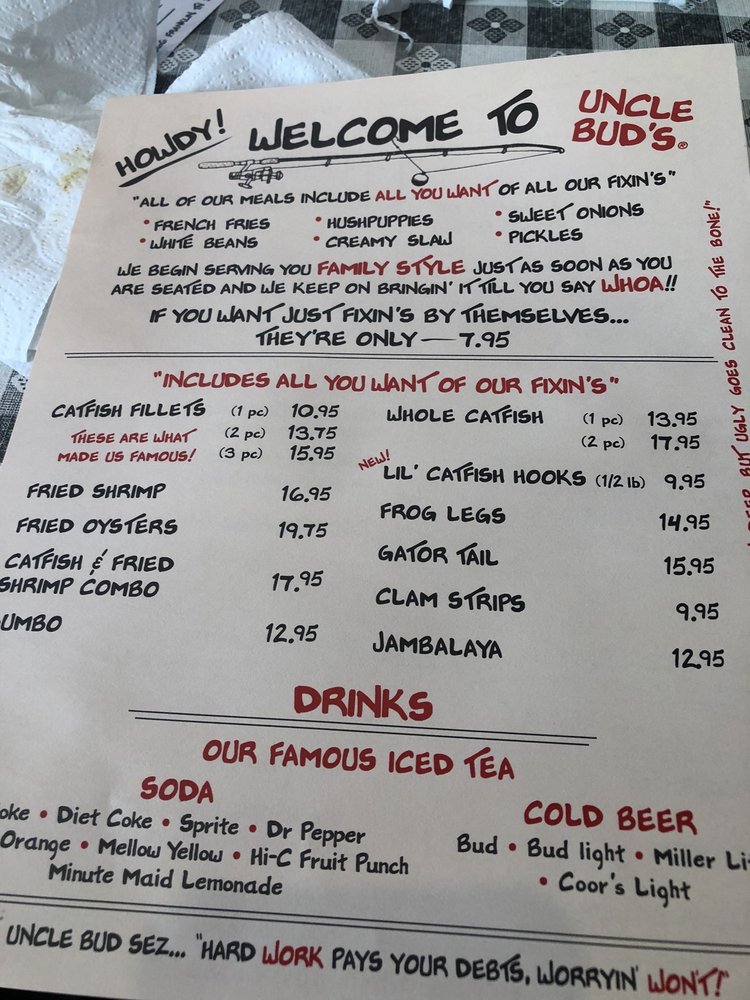 HOWDY! WELCOME TO UNCLE BUD'S®
"ALL OF OUR MEALS INCLUDE ALL YOU WANT OF ALL OUR FIXIN'S"
• FRENCH FRIES • HUSHPUPPIES • SWEET ONIONS
• WHITE BEANS • CREAMY SLAW • PICKLES
WE BEGIN SERVING YOU FAMILY STYLE JUST AS SOON AS YOU
ARE SEATED AND WE KEEP ON BRINGIN' IT TILL YOU SAY WHOA!!
IF YOU WANT JUST FIXIN'S BY THEMSELVES...
THEY'RE ONLY — 7.95
"INCLUDES ALL YOU WANT OF OUR FIXIN'S"
CATFISH FILLETS (1 pc) 10.95
THESE ARE WHAT (2 pc) 13.75
MADE US FAMOUS! (3 pc) 15.95
FRIED SHRIMP 16.95
FRIED OYSTERS 19.75
CATFISH & FRIED
SHRIMP COMBO 17.95
UMBO 12.95
WHOLE CATFISH (1 pc) 13.95
(2 pc) 17.95
NEW! LIL' CATFISH HOOKS (1/2 lb) 9.95
FROG LEGS 14.95
GATOR TAIL 15.95
CLAM STRIPS 9.95
JAMBALAYA 12.95
BUT UGLY GOES CLEAN TO THE BONE!"
DRINKS
OUR FAMOUS ICED TEA
SODA
oke • Diet Coke • Sprite • Dr Pepper
Orange • Mellow Yellow • Hi-C Fruit Punch
Minute Maid Lemonade
COLD BEER
Bud • Bud light • Miller Li
• Coor's Light
UNCLE BUD SEZ... "HARD WORK PAYS YOUR DEBTS, WORRYIN' WON'T!"